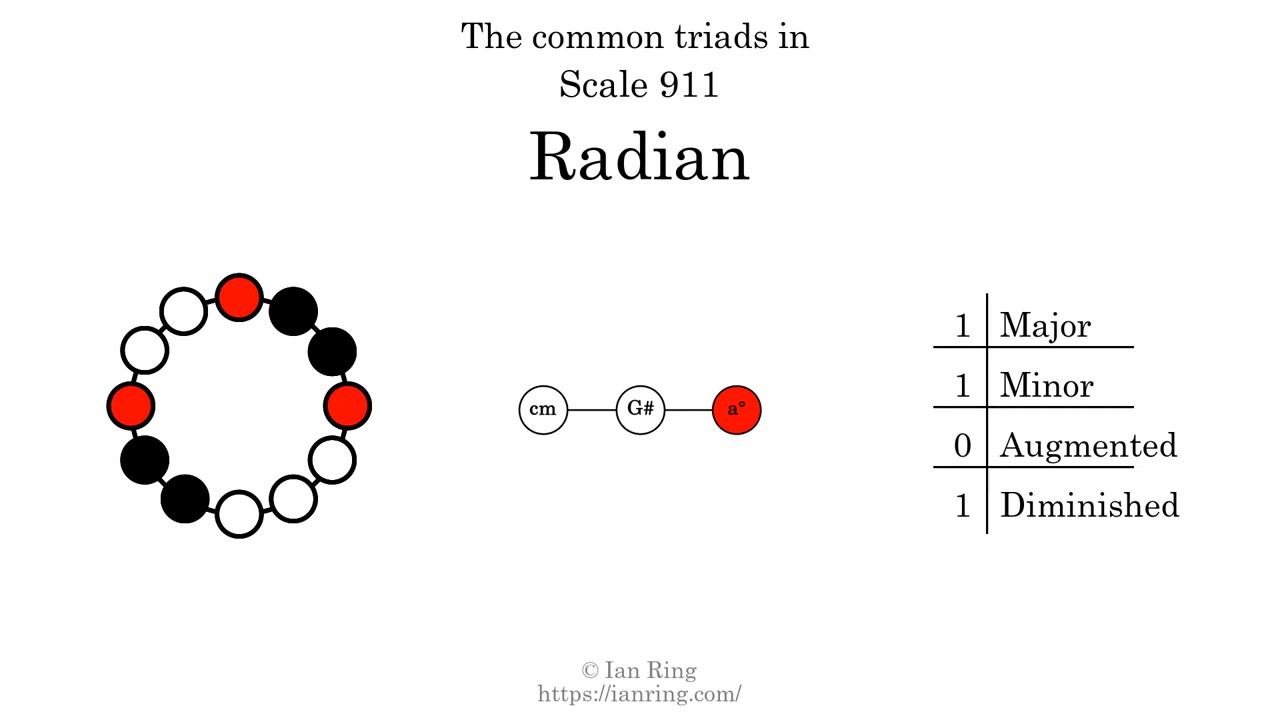 The common triads in
Scale 911
Radian
cm
G#
a°
1 Major
1 Minor
0 Augmented
1 Diminished
© Ian Ring
https://ianring.com/